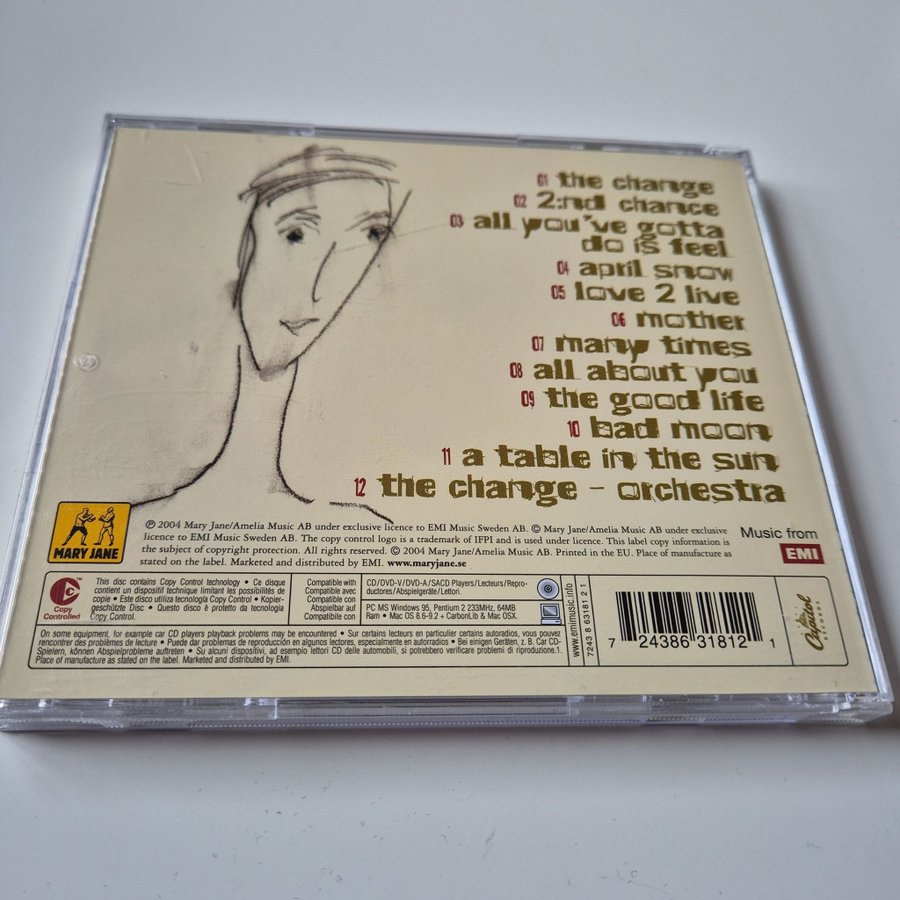 01 the change
02 2:nd chance
03 all you've gotta
do is feel
04 april snow
05 love 2 live
06 mother
07 many times
08 all about you
09 the good life
10 bad moon
11 a table in the sun
12 the change - orchestra
MARY JANE
℗ 2004 Mary Jane/Amelia Music AB under exclusive licence to EMI Music Sweden AB. © Mary Jane/Amelia Music AB under exclusive
licence to EMI Music Sweden AB. The copy control logo is a trademark of IFPI and is used under licence. This label copy information is
the subject of copyright protection. All rights reserved. © 2004 Mary Jane/Amelia Music AB. Printed in the EU. Place of manufacture as
stated on the label. Marketed and distributed by EMI. www.maryjane.se
Music from
EMI
Copy
Controlled
TM
This disc contains Copy Control technology • Ce disque
contient un dispositif technique limitant les possibilités de
copie • Este disco utiliza tecnología Copy Control • Kopier-
geschützte Disc • Questo disco è protetto da tecnologia
Copy Control.
Compatible with
Compatible avec
Compatible con
Abspielbar auf
Compatibile con
CD/DVD-V/DVD-A/SACD Players/Lecteurs/Repro-
ductores/Abspielgeräte/Lettori.
PC MS Windows 95, Pentium 2 233MHz, 64MB
Ram • Mac OS 8.6-9.2 + CarbonLib & Mac OSX.
On some equipment, for example car CD players playback problems may be encountered • Sur certains lecteurs en particulier certains autoradios, vous pouvez
rencontrer des problèmes de lecture • Puede dar problemas de reproducción en algunos lectores, especialmente en autoradios • Bei einigen Geräten, z. B. Car CD-
Spielern, können Abspielprobleme auftreten • Su alcuni dispositivi, ad esempio lettori CD delle automobili, si potrebbero verificare problemi di riproduzione.1.
Place of manufacture as stated on the label. Marketed and distributed by EMI.
www.emimusic.info
7243 8 63181 2 1
7 24386 31812 1
Capitol
RECORDS